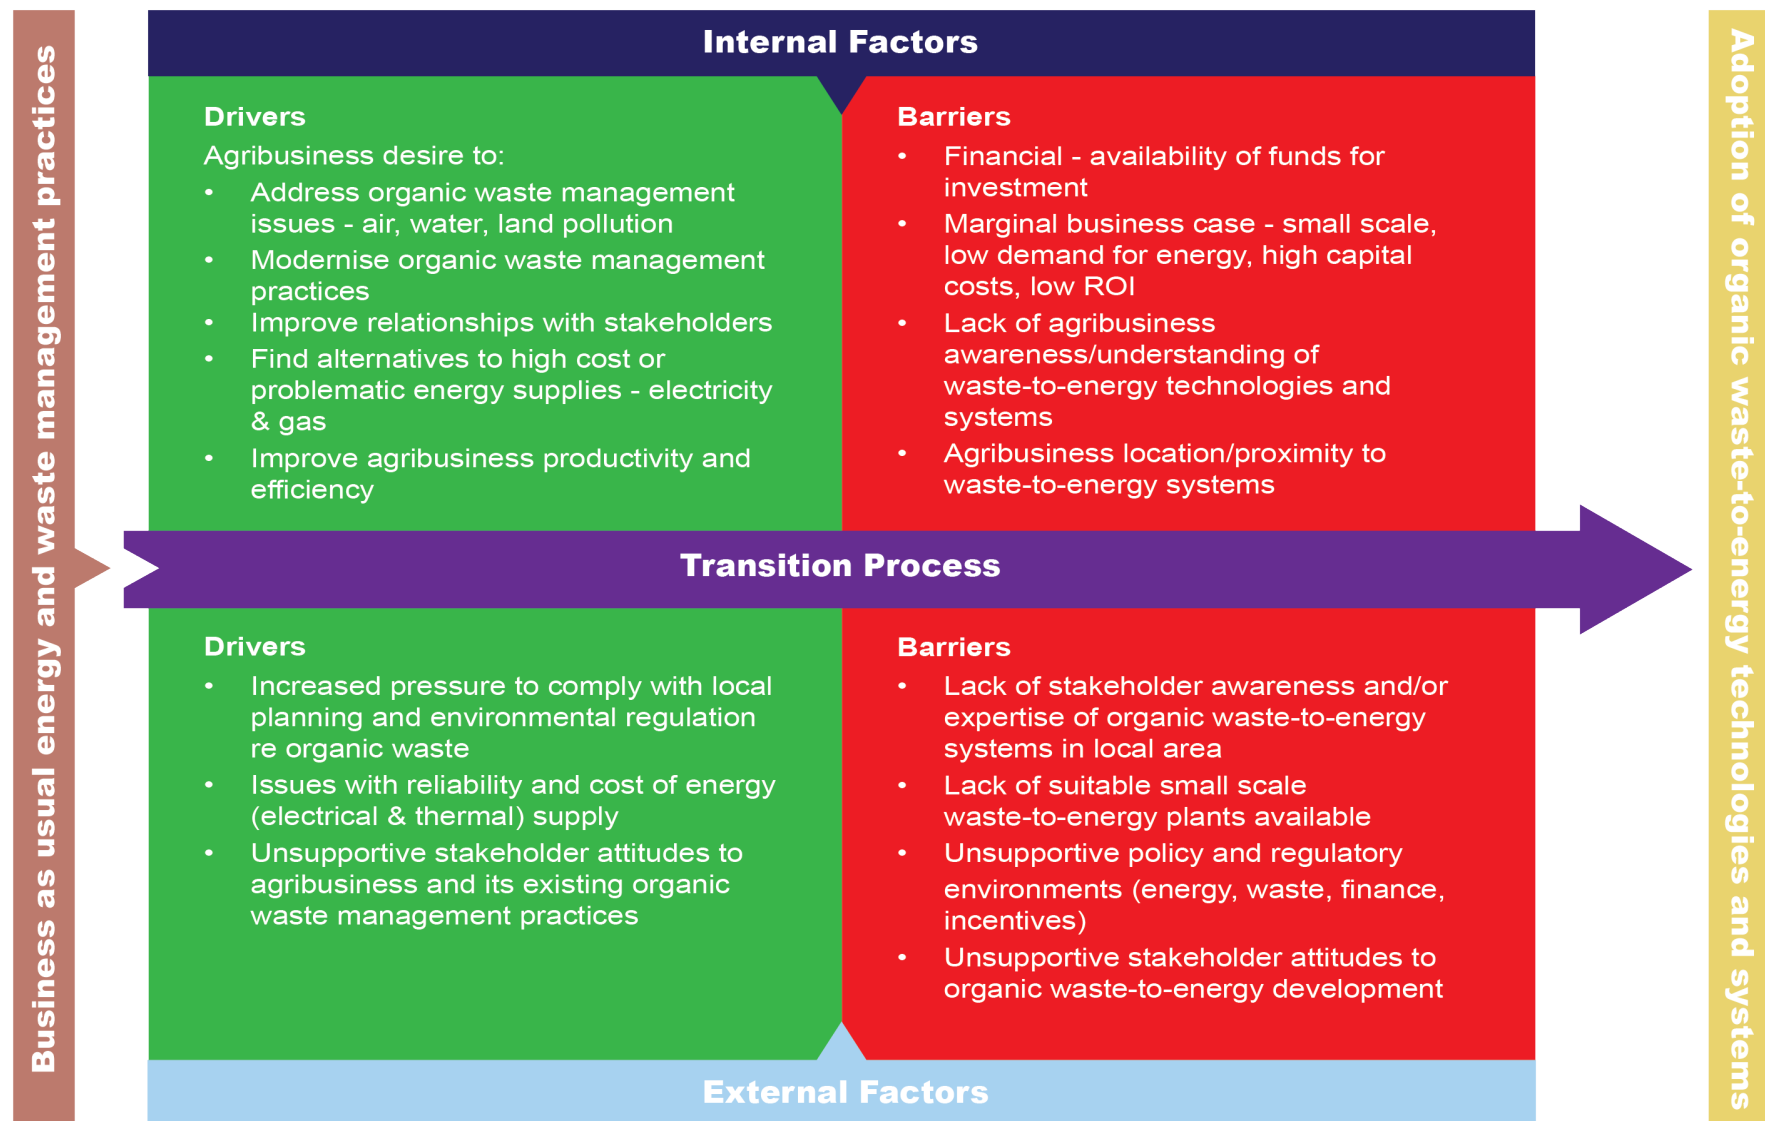 Business as usual energy and waste management practices
Internal Factors
Drivers
Agribusiness desire to:
• Address organic waste management
issues - air, water, land pollution
• Modernise organic waste management
practices
• Improve relationships with stakeholders
• Find alternatives to high cost or
problematic energy supplies - electricity
& gas
• Improve agribusiness productivity and
efficiency
Barriers
• Financial - availability of funds for
investment
• Marginal business case - small scale,
low demand for energy, high capital
costs, low ROI
• Lack of agribusiness
awareness/understanding of
waste-to-energy technologies and
systems
• Agribusiness location/proximity to
waste-to-energy systems
Transition Process
Drivers
• Increased pressure to comply with local
planning and environmental regulation
re organic waste
• Issues with reliability and cost of energy
(electrical & thermal) supply
• Unsupportive stakeholder attitudes to
agribusiness and its existing organic
waste management practices
Barriers
• Lack of stakeholder awareness and/or
expertise of organic waste-to-energy
systems in local area
• Lack of suitable small scale
waste-to-energy plants available
• Unsupportive policy and regulatory
environments (energy, waste, finance,
incentives)
• Unsupportive stakeholder attitudes to
organic waste-to-energy development
External Factors
Adoption of organic waste-to-energy technologies and systems